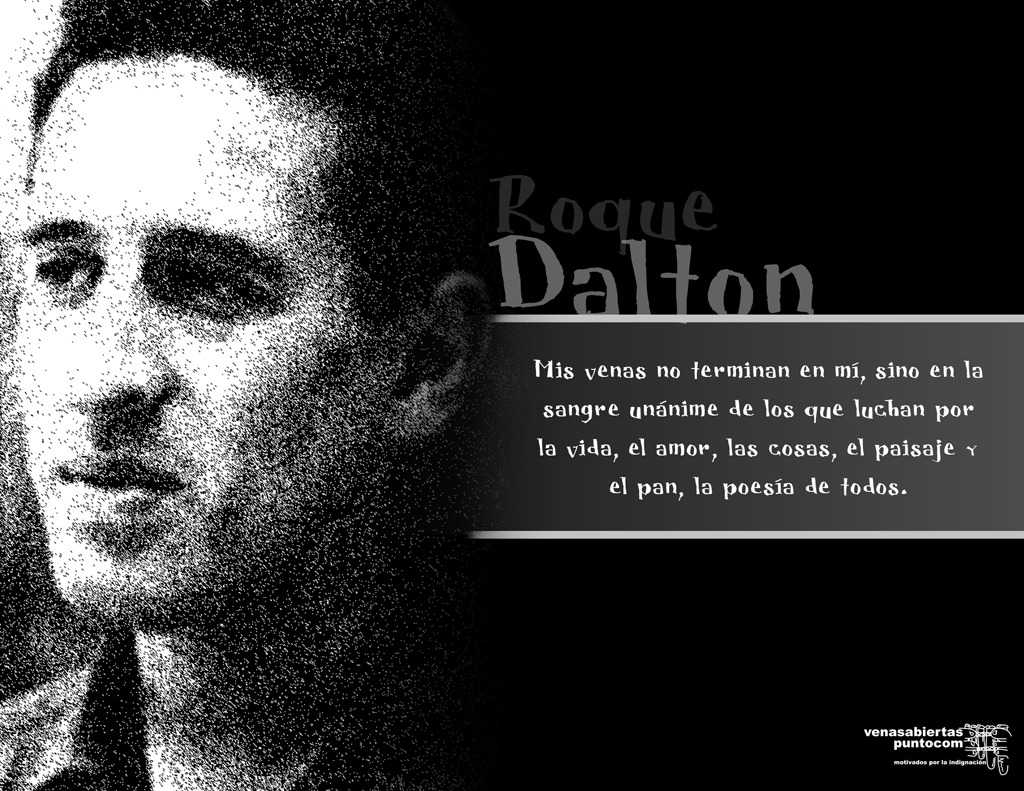 Roque
Dalton
Mis venas no terminan en mí, sino en la
sangre unánime de los que luchan por
la vida, el amor, las cosas, el paisaje y
el pan, la poesía de todos.
venasabiertas
puntocom
motivados por la indignación